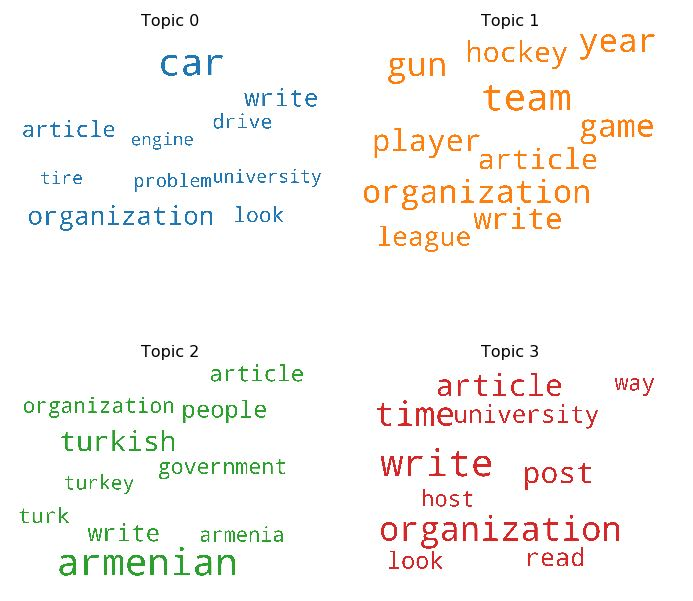 Topic 0
car
write
drive
article
engine
tire
problem
university
organization
look
Topic 1
year
hockey
gun
team
game
player
article
organization
write
league
Topic 2
article
organization
people
turkish
government
turkey
turk
write
armenia
armenian
Topic 3
way
article
time
university
write
post
host
organization
read
look